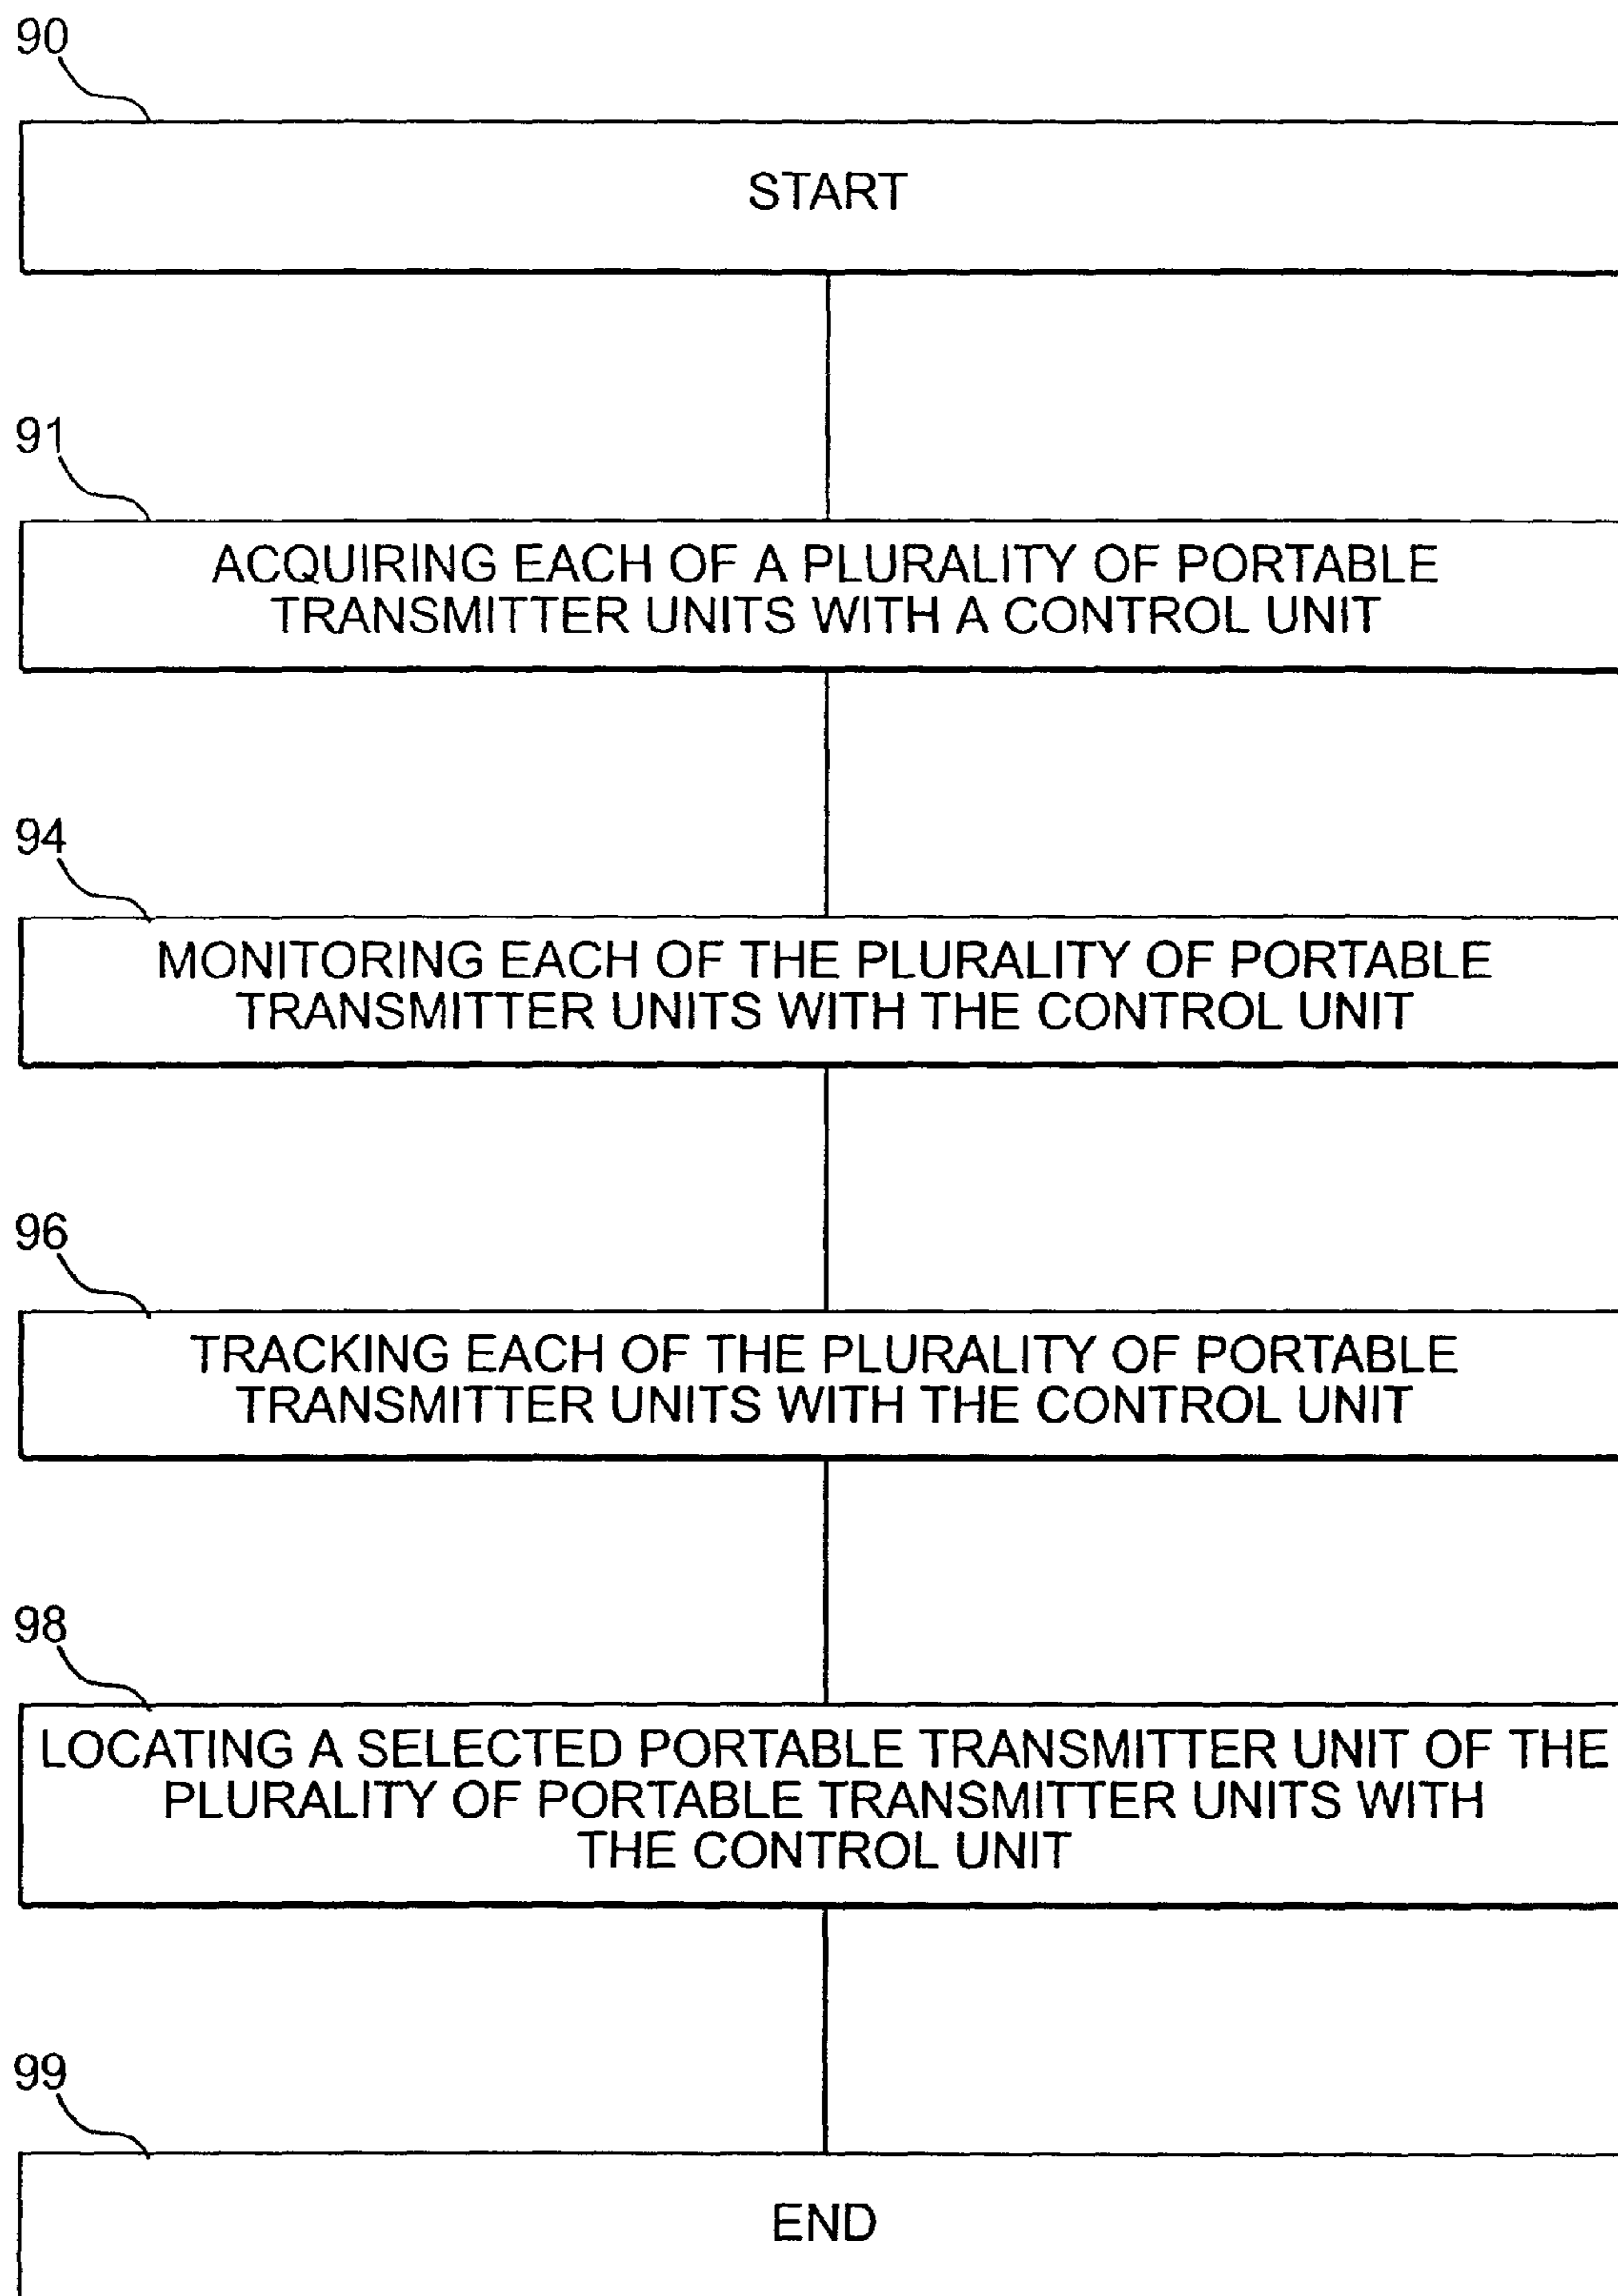 90
START
91
ACQUIRING EACH OF A PLURALITY OF PORTABLE
TRANSMITTER UNITS WITH A CONTROL UNIT
94
MONITORING EACH OF THE PLURALITY OF PORTABLE
TRANSMITTER UNITS WITH THE CONTROL UNIT
96
TRACKING EACH OF THE PLURALITY OF PORTABLE
TRANSMITTER UNITS WITH THE CONTROL UNIT
98
LOCATING A SELECTED PORTABLE TRANSMITTER UNIT OF THE
PLURALITY OF PORTABLE TRANSMITTER UNITS WITH
THE CONTROL UNIT
99
END